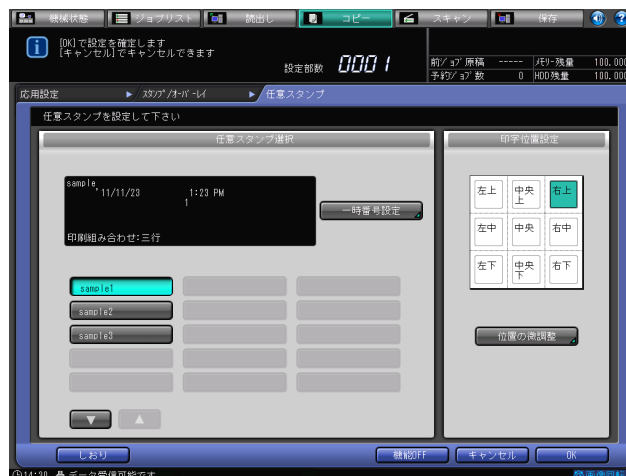 機械状態
ジョブリスト
読出し
コピー
スキャン
保存
[OK]で設定を確定します
[キャンセル]でキャンセルできます
設定部数 0001
前ジョブ原稿 ----- メモリー残量 100.000
予約ジョブ数 0 HDD残量 100.000
応用設定 ▶ スタンプ/オーバーレイ ▶ 任意スタンプ
任意スタンプを設定して下さい
任意スタンプ選択
印字位置設定
sample
'11/11/23 1:23 PM
1
印刷組み合わせ:三行
一時番号設定
左上 中央上 右上
左中 中央 右中
左下 中央下 右下
sample1
sample2
sample3
位置の微調整
しおり
機能OFF
キャンセル
OK
14:30 データ受信可能です
画像回転